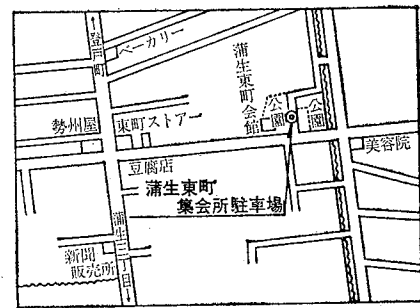 登戸町
ベーカリー
蒲生東町会館
公園
公園
勢州屋
東町ストアー
美容院
豆腐店
蒲生東町
集会所駐車場
蒲生三丁目
新聞
販売所